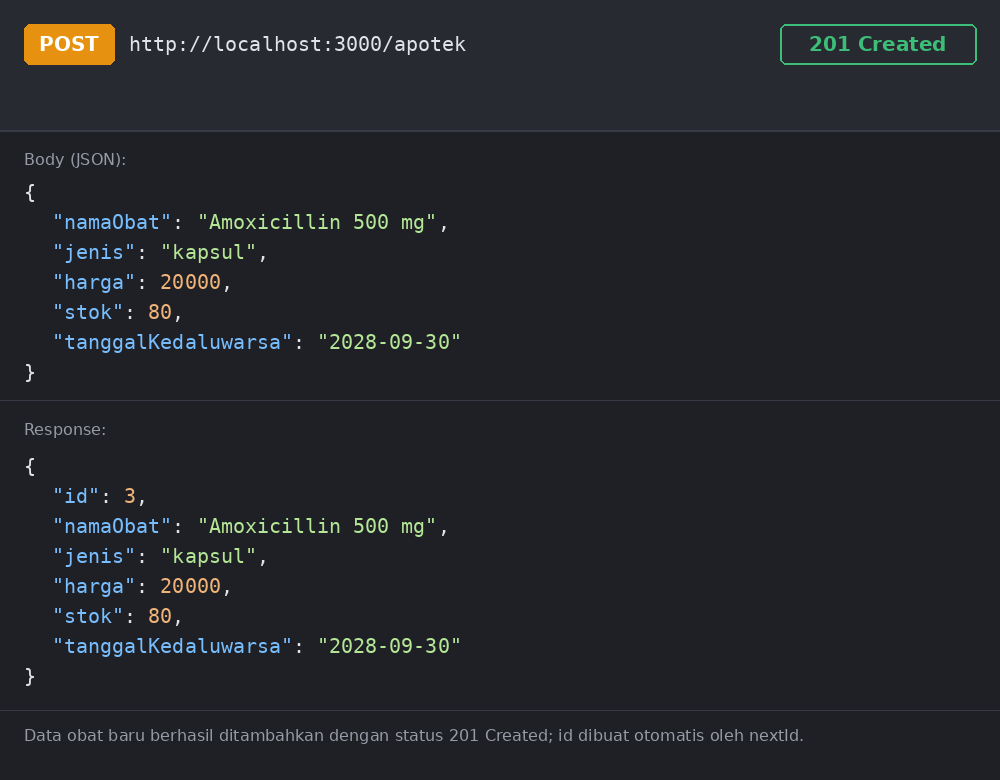 POST http://localhost:3000/apotek 201 Created
Body (JSON):
{
"namaObat": "Amoxicillin 500 mg",
"jenis": "kapsul",
"harga": 20000,
"stok": 80,
"tanggalKedaluwarsa": "2028-09-30"
}
Response:
{
"id": 3,
"namaObat": "Amoxicillin 500 mg",
"jenis": "kapsul",
"harga": 20000,
"stok": 80,
"tanggalKedaluwarsa": "2028-09-30"
}
Data obat baru berhasil ditambahkan dengan status 201 Created; id dibuat otomatis oleh nextId.